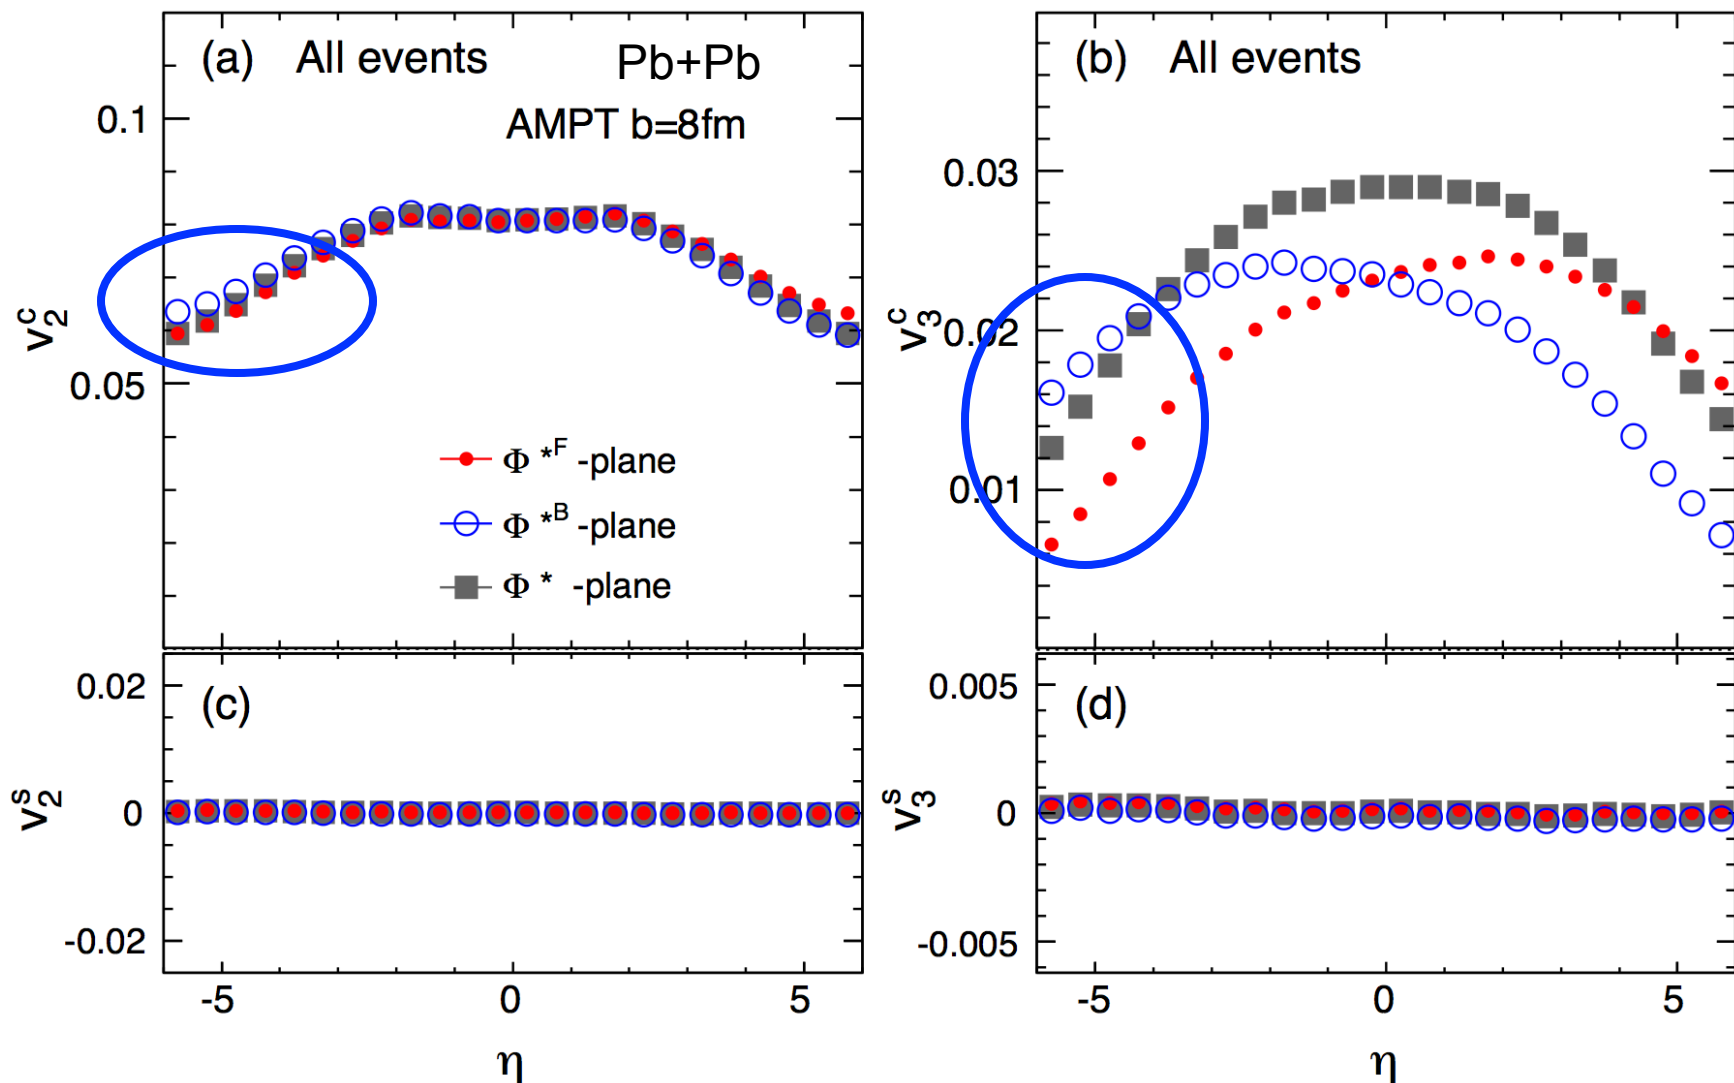 (a) All events Pb+Pb
AMPT b=8fm
0.1
0.05
v₂ᶜ
Φ *F -plane
Φ *B -plane
Φ * -plane
(b) All events
0.03
0.02
0.01
v₃ᶜ
(c)
0.02
0
-0.02
v₂ˢ
-5 0 5
η
(d)
0.005
0
-0.005
v₃ˢ
-5 0 5
η